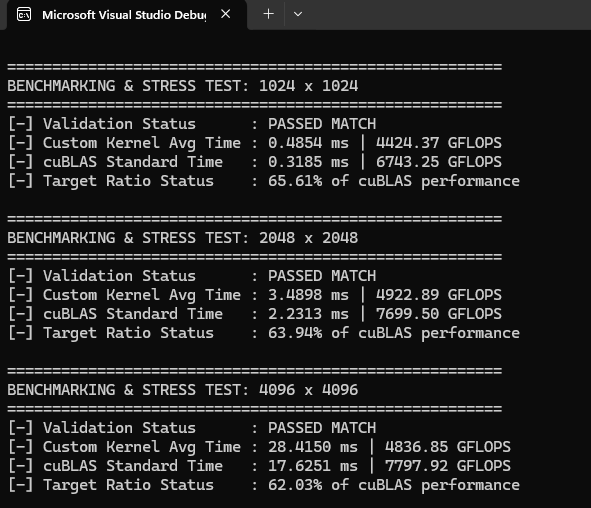 Microsoft Visual Studio Debug
=======================================================
BENCHMARKING & STRESS TEST: 1024 x 1024
=======================================================
[-] Validation Status      : PASSED MATCH
[-] Custom Kernel Avg Time : 0.4854 ms | 4424.37 GFLOPS
[-] cuBLAS Standard Time   : 0.3185 ms | 6743.25 GFLOPS
[-] Target Ratio Status    : 65.61% of cuBLAS performance
=======================================================
BENCHMARKING & STRESS TEST: 2048 x 2048
=======================================================
[-] Validation Status      : PASSED MATCH
[-] Custom Kernel Avg Time : 3.4898 ms | 4922.89 GFLOPS
[-] cuBLAS Standard Time   : 2.2313 ms | 7699.50 GFLOPS
[-] Target Ratio Status    : 63.94% of cuBLAS performance
=======================================================
BENCHMARKING & STRESS TEST: 4096 x 4096
=======================================================
[-] Validation Status      : PASSED MATCH
[-] Custom Kernel Avg Time : 28.4150 ms | 4836.85 GFLOPS
[-] cuBLAS Standard Time   : 17.6251 ms | 7797.92 GFLOPS
[-] Target Ratio Status    : 62.03% of cuBLAS performance